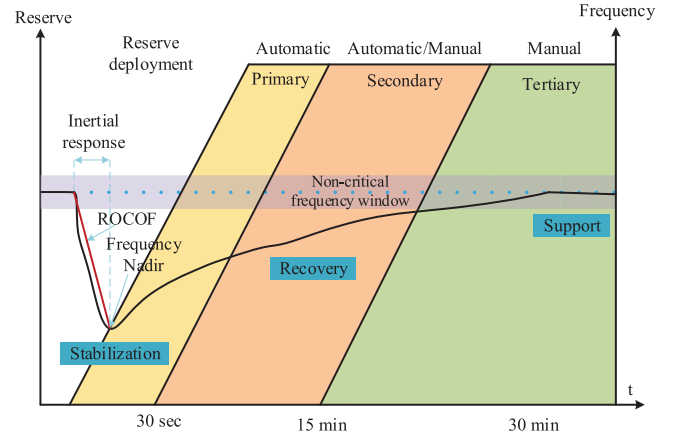 Reserve
Frequency
Reserve
deployment
Automatic
Automatic/Manual
Manual
Primary
Secondary
Tertiary
Inertial
response
Non-critical
frequency window
ROCOF
Frequency
Nadir
Support
Recovery
Stabilization
t
30 sec
15 min
30 min